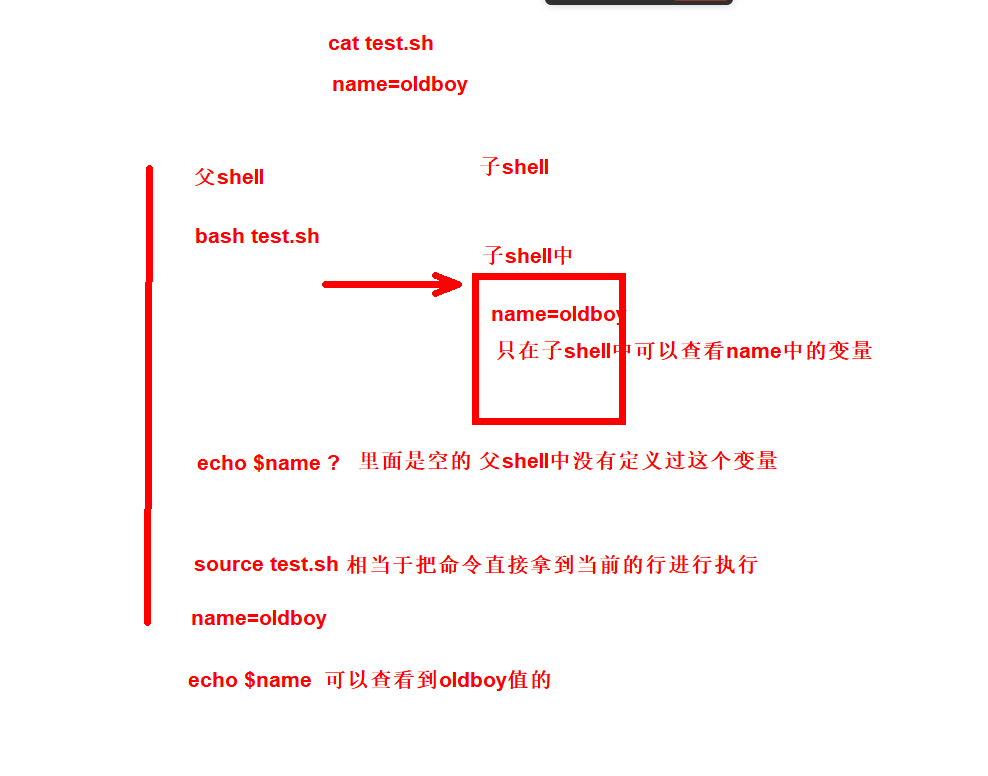 cat test.sh
name=oldboy
父shell
子shell
bash test.sh
子shell中
name=oldboy
只在子shell中可以查看name中的变量
echo $name ? 里面是空的 父shell中没有定义过这个变量
source test.sh 相当于把命令直接拿到当前的行进行执行
name=oldboy
echo $name 可以查看到oldboy值的